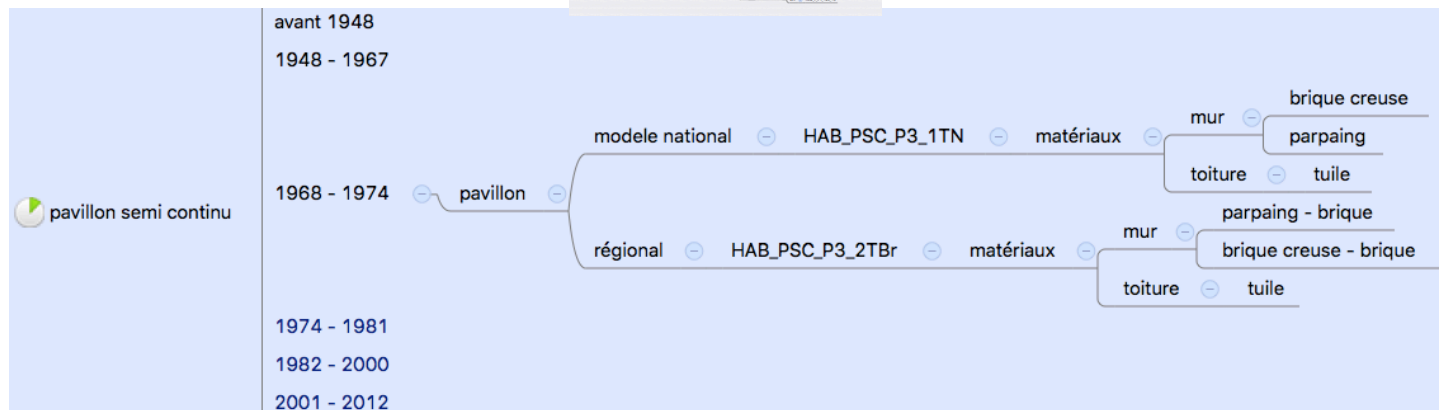 avant 1948
1948 - 1967
brique creuse
mur
modele national HAB_PSC_P3_1TN matériaux parpaing
toiture tuile
1968 - 1974 pavillon
pavillon semi continu
parpaing - brique
mur
régional HAB_PSC_P3_2TBr matériaux brique creuse - brique
toiture tuile
1974 - 1981
1982 - 2000
2001 - 2012